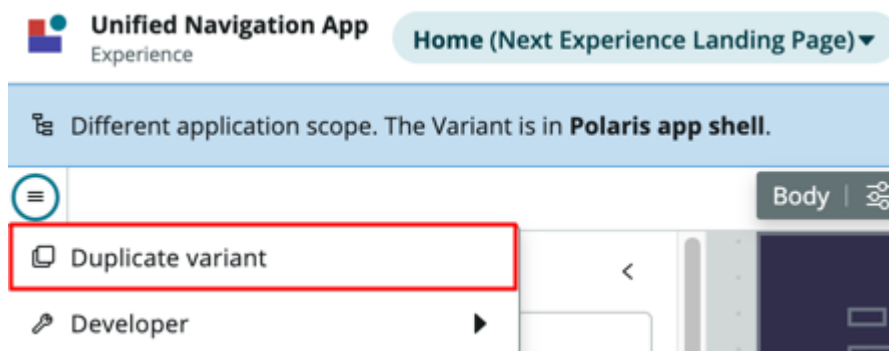 Unified Navigation App
Experience
Home (Next Experience Landing Page)
Different application scope. The Variant is in Polaris app shell.
Body
Duplicate variant
Developer